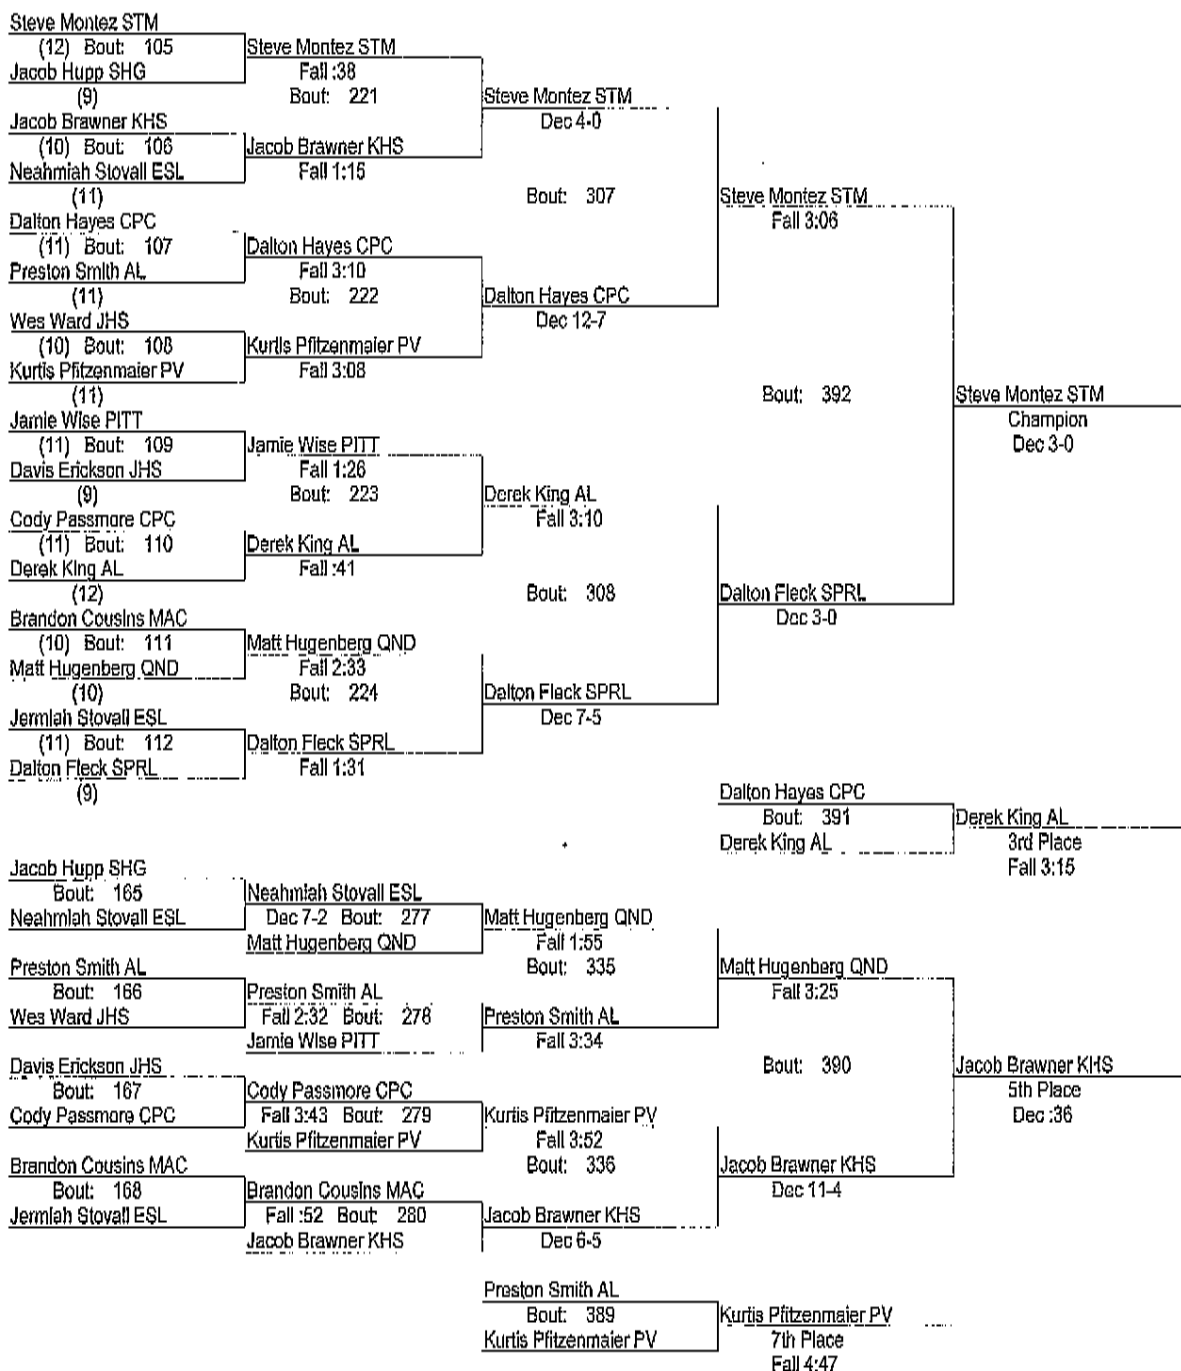 Steve Montez STM
(12) Bout: 105
Jacob Hupp SHG
(9)
Jacob Brawner KHS
(10) Bout: 106
Neahmiah Stovall ESL
(11)
Dalton Hayes CPC
(11) Bout: 107
Preston Smith AL
(11)
Wes Ward JHS
(10) Bout: 108
Kurtis Pfitzenmaier PV
(11)
Jamie Wise PITT
(11) Bout: 109
Davis Erickson JHS
(9)
Cody Passmore CPC
(11) Bout: 110
Derek King AL
(12)
Brandon Cousins MAC
(10) Bout: 111
Matt Hugenberg QND
(10)
Jermiah Stovall ESL
(11) Bout: 112
Dalton Fleck SPRL
(9)
Steve Montez STM
Fall :38
Bout: 221
Jacob Brawner KHS
Fall 1:15
Dalton Hayes CPC
Fall 3:10
Bout: 222
Kurtis Pfitzenmaier PV
Fall 3:08
Jamie Wise PITT
Fall 1:26
Bout: 223
Derek King AL
Fall :41
Matt Hugenberg QND
Fall 2:33
Bout: 224
Dalton Fleck SPRL
Fall 1:31
Steve Montez STM
Dec 4-0
Bout: 307
Dalton Hayes CPC
Dec 12-7
Derek King AL
Fall 3:10
Bout: 308
Dalton Fleck SPRL
Dec 7-5
Steve Montez STM
Fall 3:06
Bout: 392
Dalton Fleck SPRL
Dec 3-0
Steve Montez STM
Champion
Dec 3-0
Dalton Hayes CPC
Bout: 391
Derek King AL
Derek King AL
3rd Place
Fall 3:15
Jacob Hupp SHG
Bout: 165
Neahmiah Stovall ESL
Preston Smith AL
Bout: 166
Wes Ward JHS
Davis Erickson JHS
Bout: 167
Cody Passmore CPC
Brandon Cousins MAC
Bout: 168
Jermiah Stovall ESL
Neahmiah Stovall ESL
Dec 7-2 Bout: 277
Matt Hugenberg QND
Preston Smith AL
Fall 2:32 Bout: 278
Jamie Wise PITT
Cody Passmore CPC
Fall 3:43 Bout: 279
Kurtis Pfitzenmaier PV
Brandon Cousins MAC
Fall :52 Bout: 280
Jacob Brawner KHS
Matt Hugenberg QND
Fall 1:55
Bout: 335
Preston Smith AL
Fall 3:34
Kurtis Pfitzenmaier PV
Fall 3:52
Bout: 336
Jacob Brawner KHS
Dec 6-5
Matt Hugenberg QND
Fall 3:25
Bout: 390
Jacob Brawner KHS
Dec 11-4
Jacob Brawner KHS
5th Place
Dec :36
Preston Smith AL
Bout: 389
Kurtis Pfitzenmaier PV
Kurtis Pfitzenmaier PV
7th Place
Fall 4:47